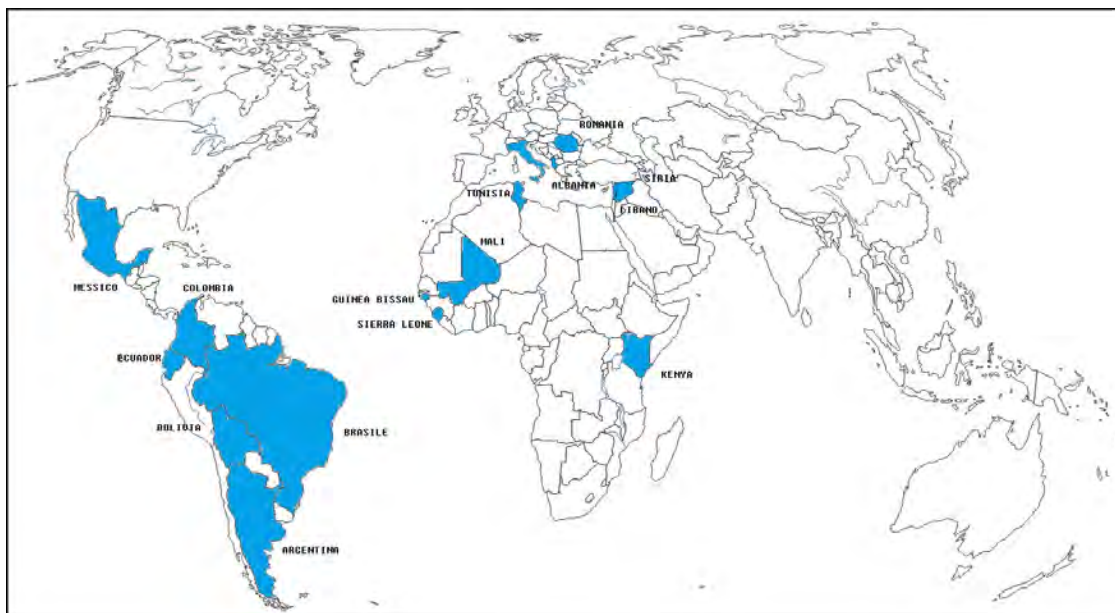 ROMANIA
ALBANIA
SIRIA
TUNISIA
LIBANO
MALI
MESSICO
COLOMBIA
GUINEA BISSAU
SIERRA LEONE
ECUADOR
KENYA
BOLIVIA
BRASILE
ARGENTINA